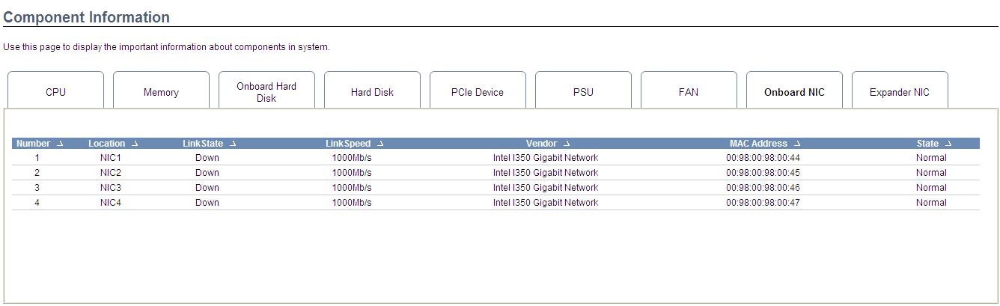 Component Information
Use this page to display the important information about components in system.
CPU Memory Onboard Hard Disk Hard Disk PCIe Device PSU FAN Onboard NIC Expander NIC
Number Location LinkState LinkSpeed Vendor MAC Address State
1 NIC1 Down 1000Mb/s Intel I350 Gigabit Network 00:98:00:98:00:44 Normal
2 NIC2 Down 1000Mb/s Intel I350 Gigabit Network 00:98:00:98:00:45 Normal
3 NIC3 Down 1000Mb/s Intel I350 Gigabit Network 00:98:00:98:00:46 Normal
4 NIC4 Down 1000Mb/s Intel I350 Gigabit Network 00:98:00:98:00:47 Normal